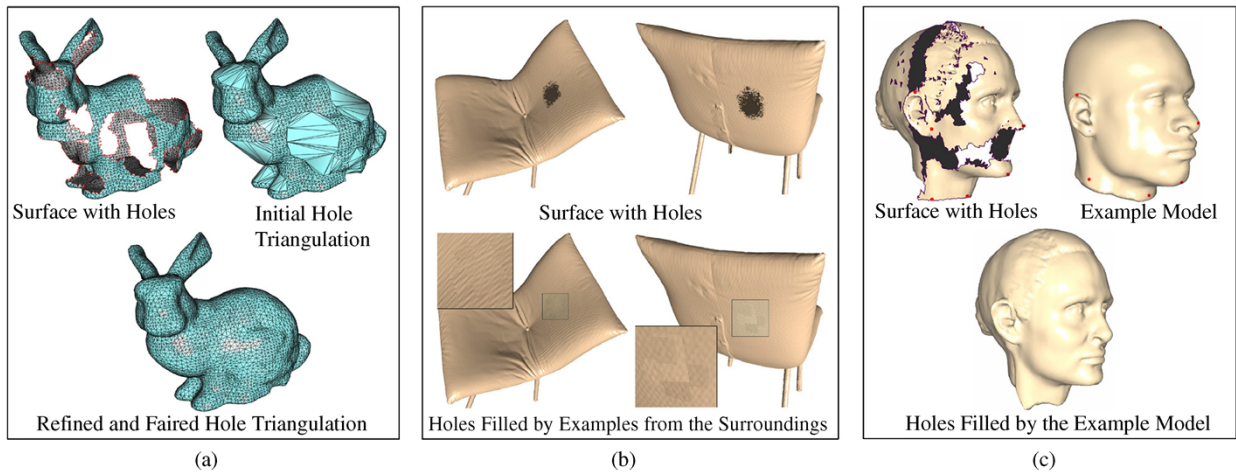 Surface with Holes
Initial Hole
Triangulation
Refined and Faired Hole Triangulation
(a)
Surface with Holes
Holes Filled by Examples from the Surroundings
(b)
Surface with Holes
Example Model
Holes Filled by the Example Model
(c)